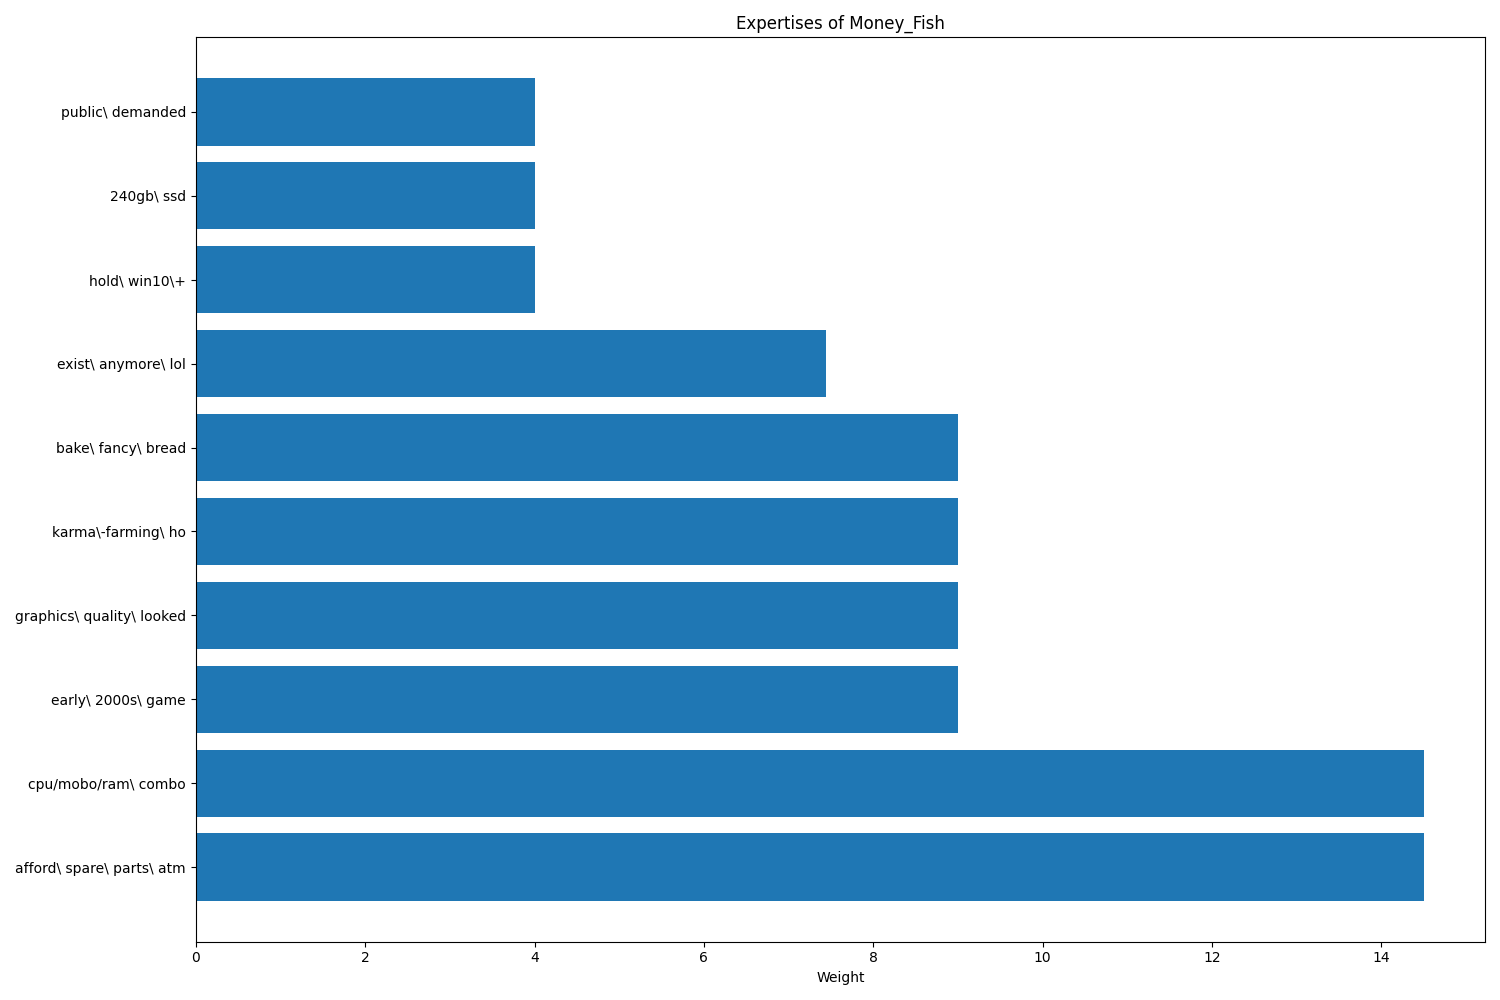 Expertises of Money_Fish
public\ demanded
240gb\ ssd
hold\ win10\+
exist\ anymore\ lol
bake\ fancy\ bread
karma\-farming\ ho
graphics\ quality\ looked
early\ 2000s\ game
cpu/mobo/ram\ combo
afford\ spare\ parts\ atm
0 2 4 6 8 10 12 14
Weight